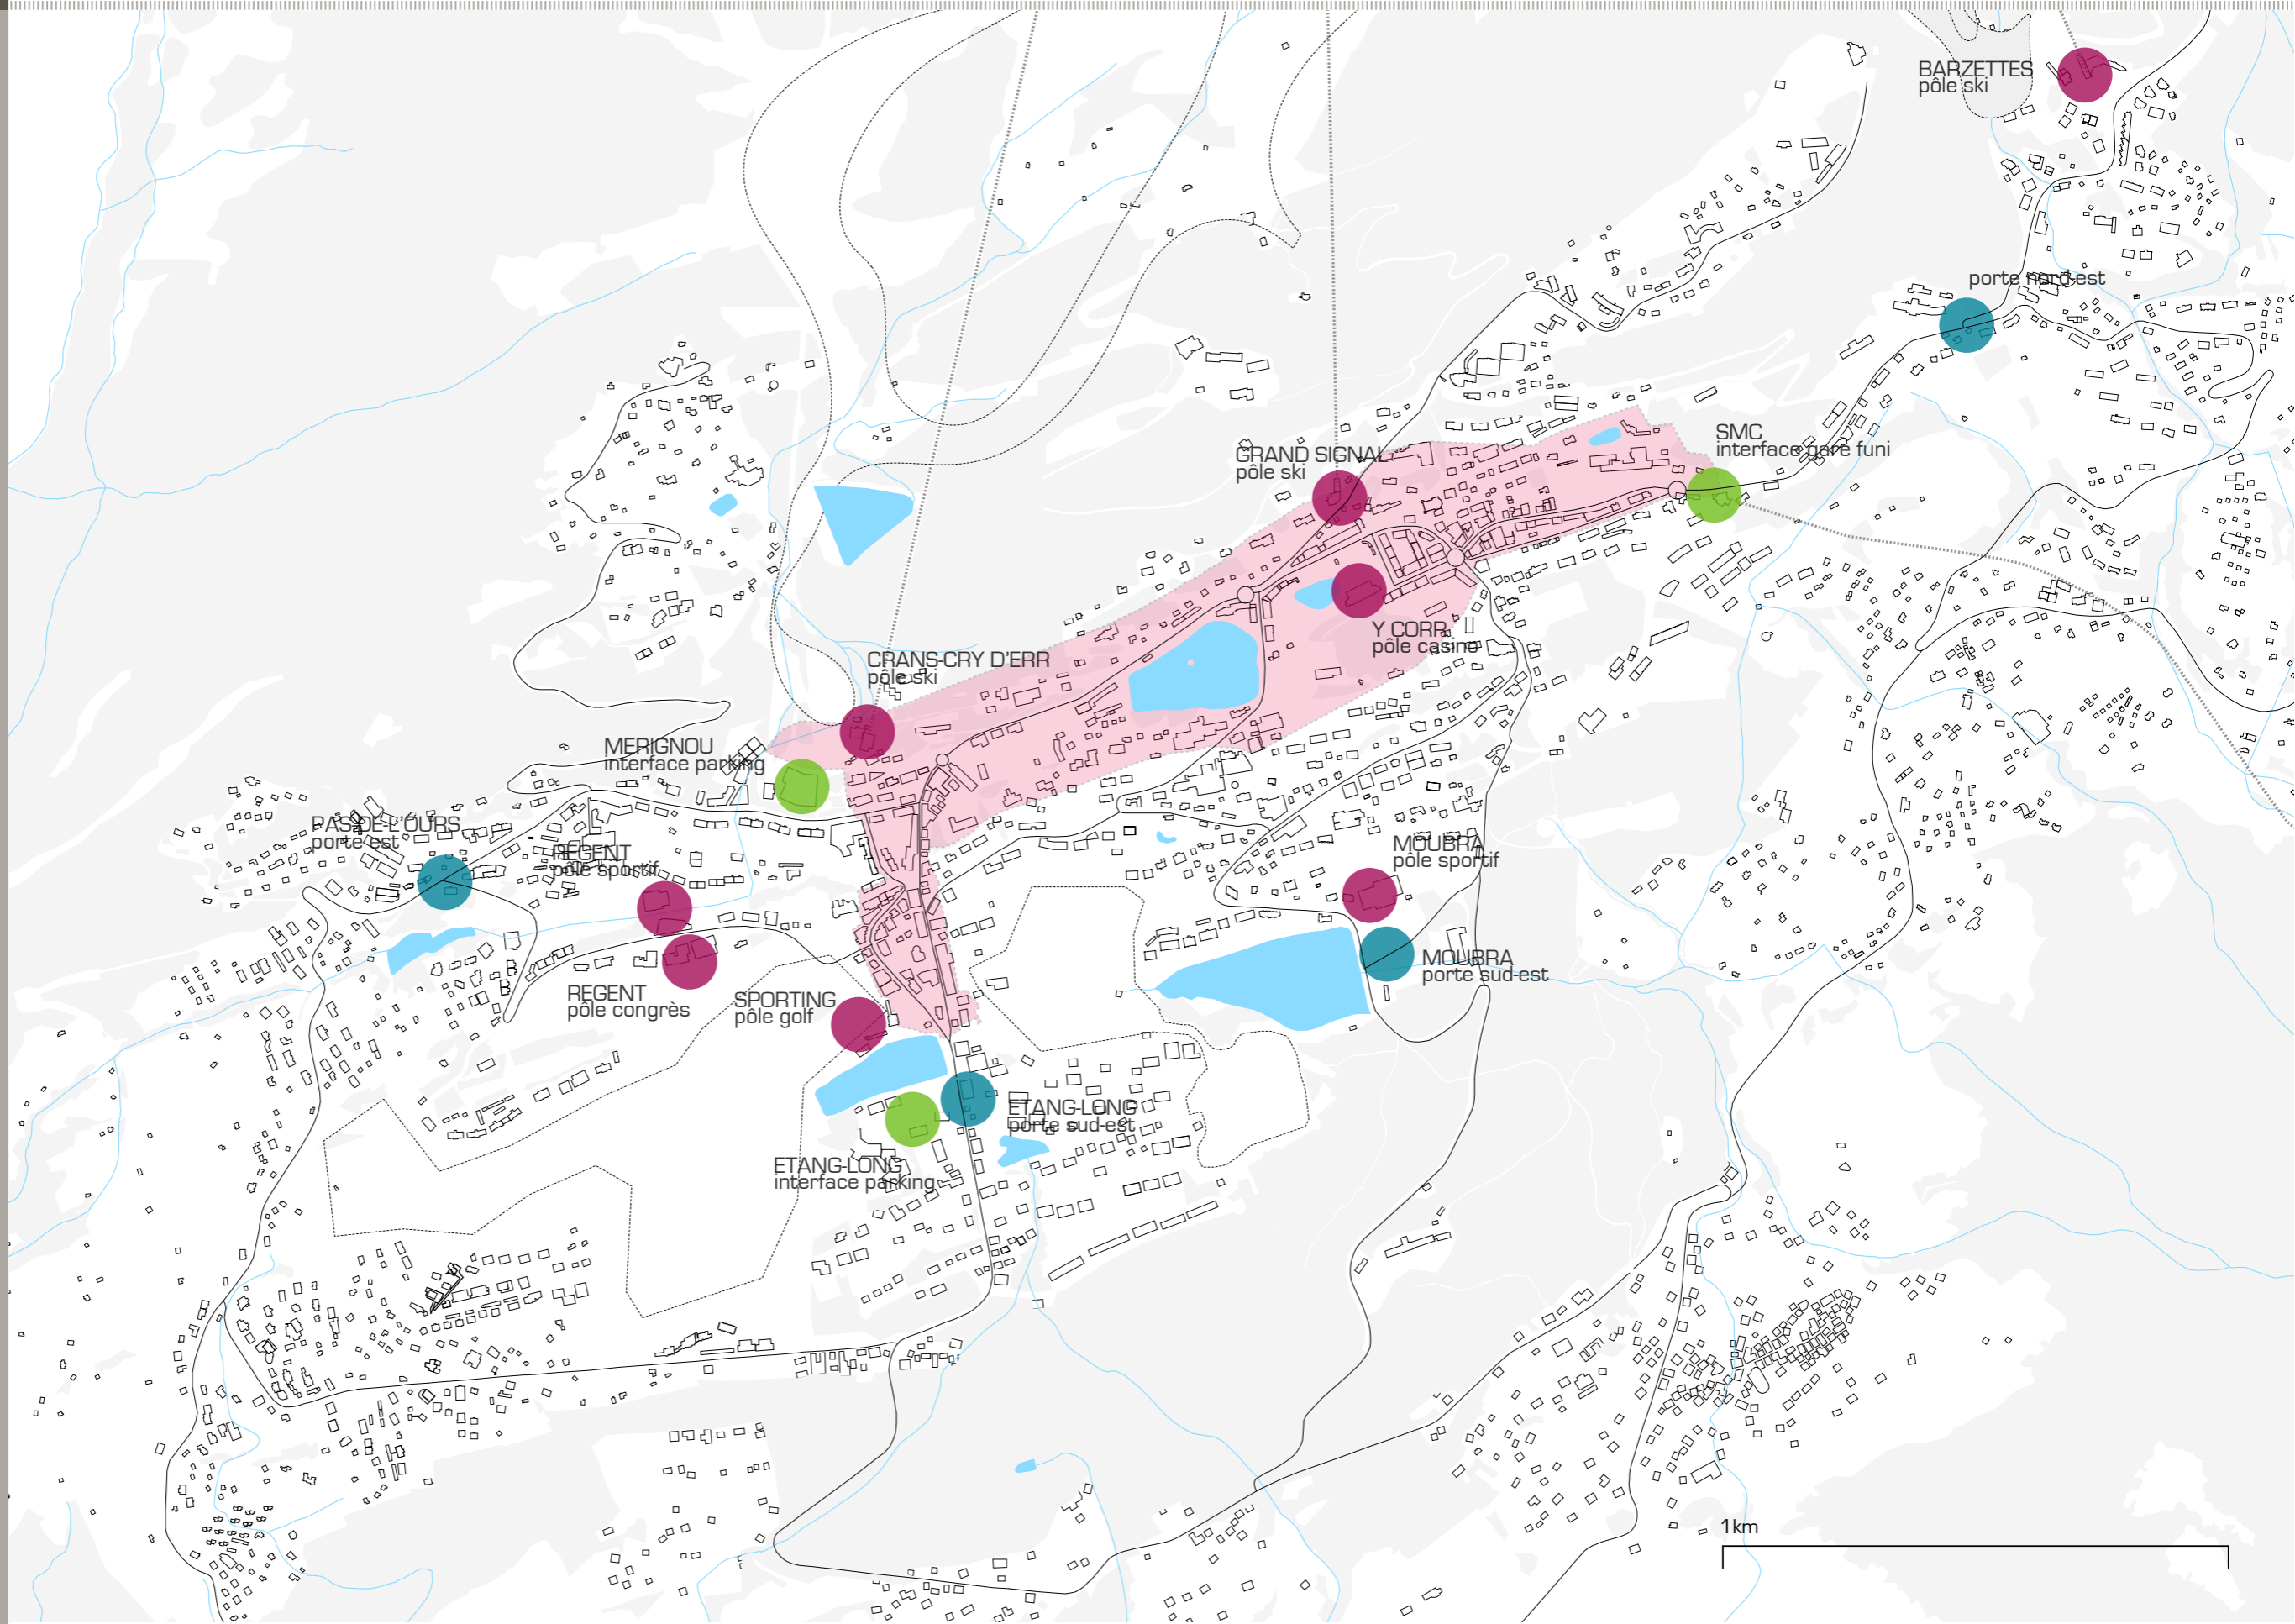 BARZETTES
pôle ski
porte nord-est
SMC
interface gare funi
GRAND SIGNAL
pôle ski
Y CORR
pôle casino
CRANS-CRY D'ERR
pôle ski
MERIGNOU
interface parking
PAS-DE-L'OURS
porte est
REGENT
pôle sportif
MOUBRA
pôle sportif
MOUBRA
porte sud-est
REGENT
pôle congrès
SPORTING
pôle golf
ETANG-LONG
porte sud-est
ETANG-LONG
interface parking
1km